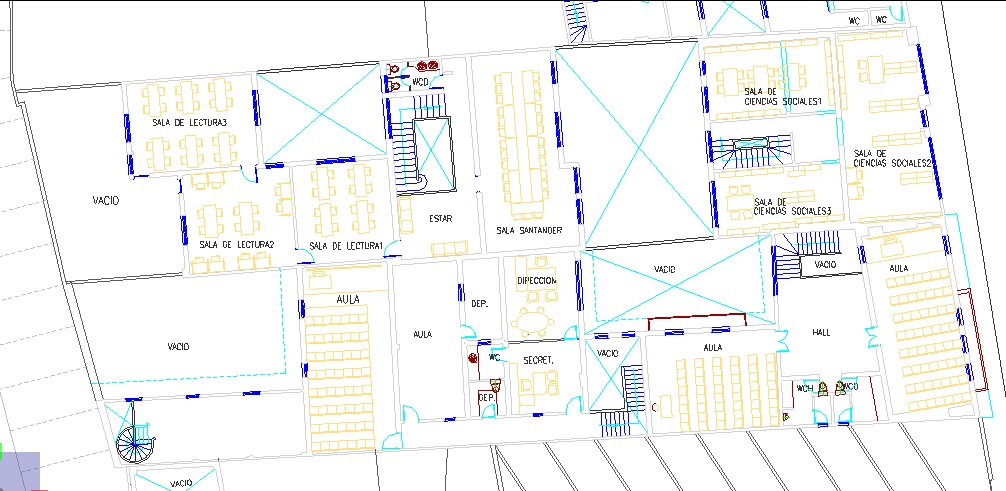 WC WC
WCD
SALA DE
CIENCIAS SOCIALES1
SALA DE LECTURA3
SALA DE
CIENCIAS SOCIALES2
VACIO
SALA DE
CIENCIAS SOCIALES3
ESTAR
SALA SANTANDER
SALA DE LECTURA2
SALA DE LECTURA1
VACIO
VACIO
AULA
DIRECCION
AULA
DEP.
AULA
HALL
VACIO
AULA
VACIO
WC
SECRET.
WCH
WCD
DEP.
VACIO